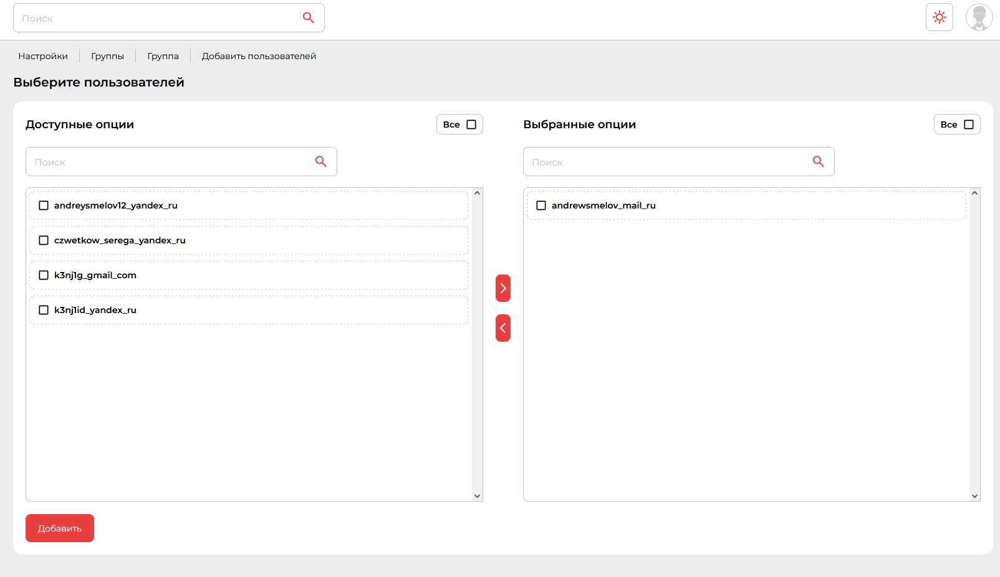 Поиск
Настройки
Группы
Группа
Добавить пользователей
Выберите пользователей
Доступные опции
Все
Поиск
andreysmelov12_yandex_ru
czwetkow_serega_yandex_ru
k3nj1g_gmail_com
k3nj1id_yandex_ru
Выбранные опции
Все
Поиск
andrewsmelov_mail_ru
Добавить